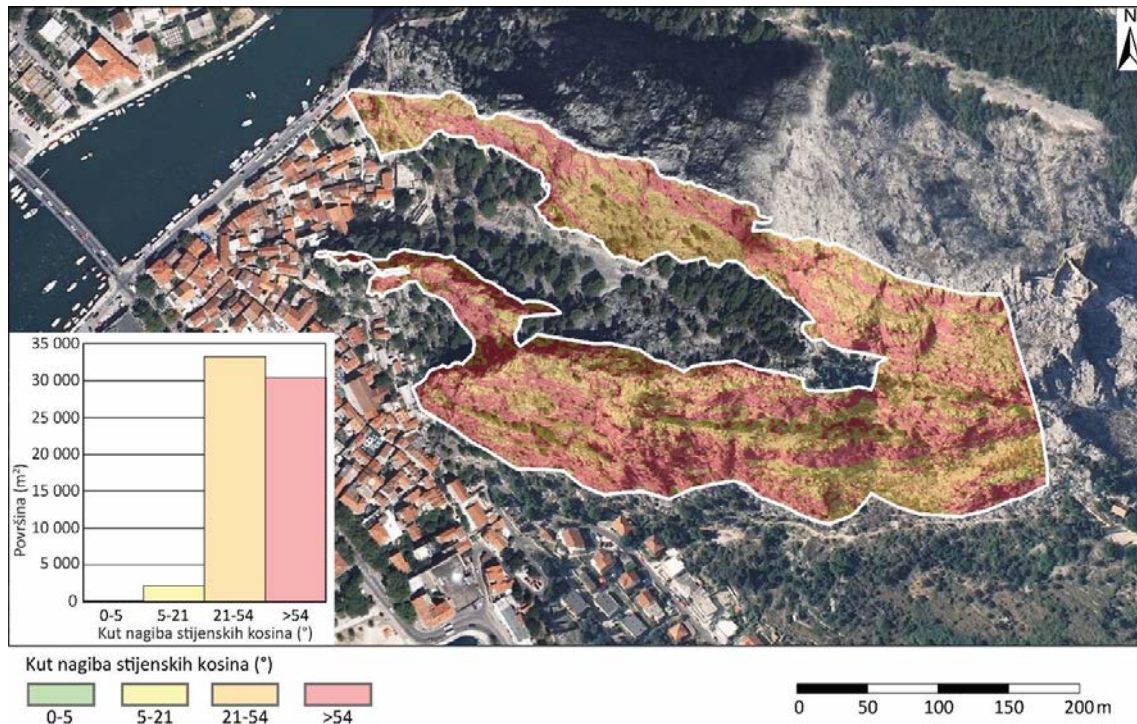 N
35 000
30 000
25 000
20 000
15 000
10 000
5 000
0
Površina (m²)
0-5 5-21 21-54 >54
Kut nagiba stijenskih kosina (°)
Kut nagiba stijenskih kosina (°)
0-5 5-21 21-54 >54
0 50 100 150 200 m